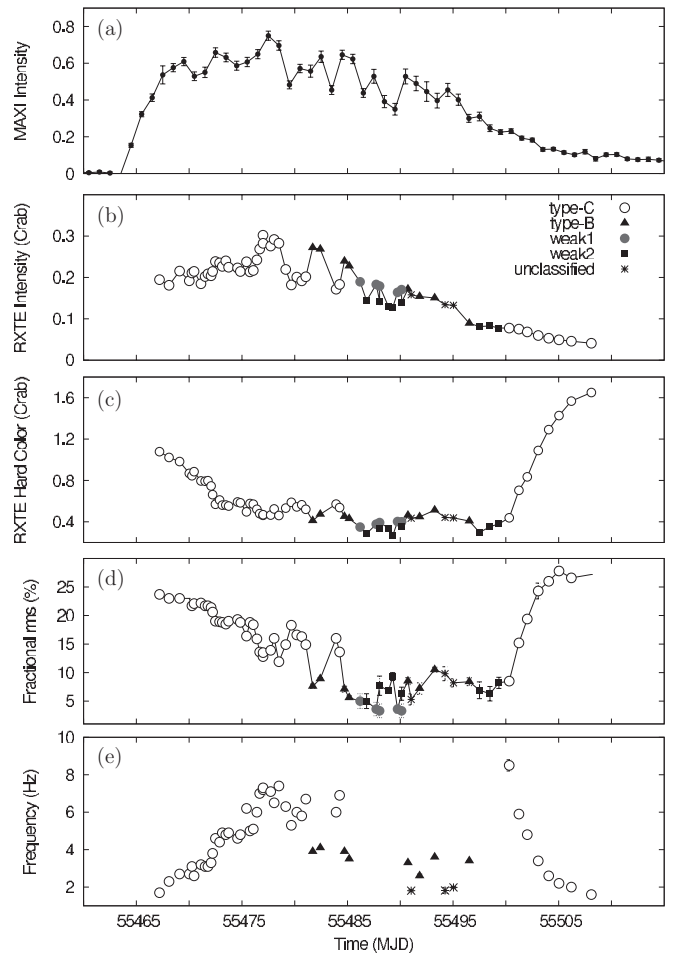 (a)
MAXI Intensity
0.8
0.6
0.4
0.2
0
(b)
RXTE Intensity (Crab)
0.3
0.2
0.1
0
type-C
type-B
weak1
weak2
unclassified
(c)
RXTE Hard Color (Crab)
1.6
1.2
0.8
0.4
(d)
Fractional rms (%)
25
20
15
10
5
(e)
Frequency (Hz)
10
8
6
4
2
55465 55475 55485 55495 55505
Time (MJD)